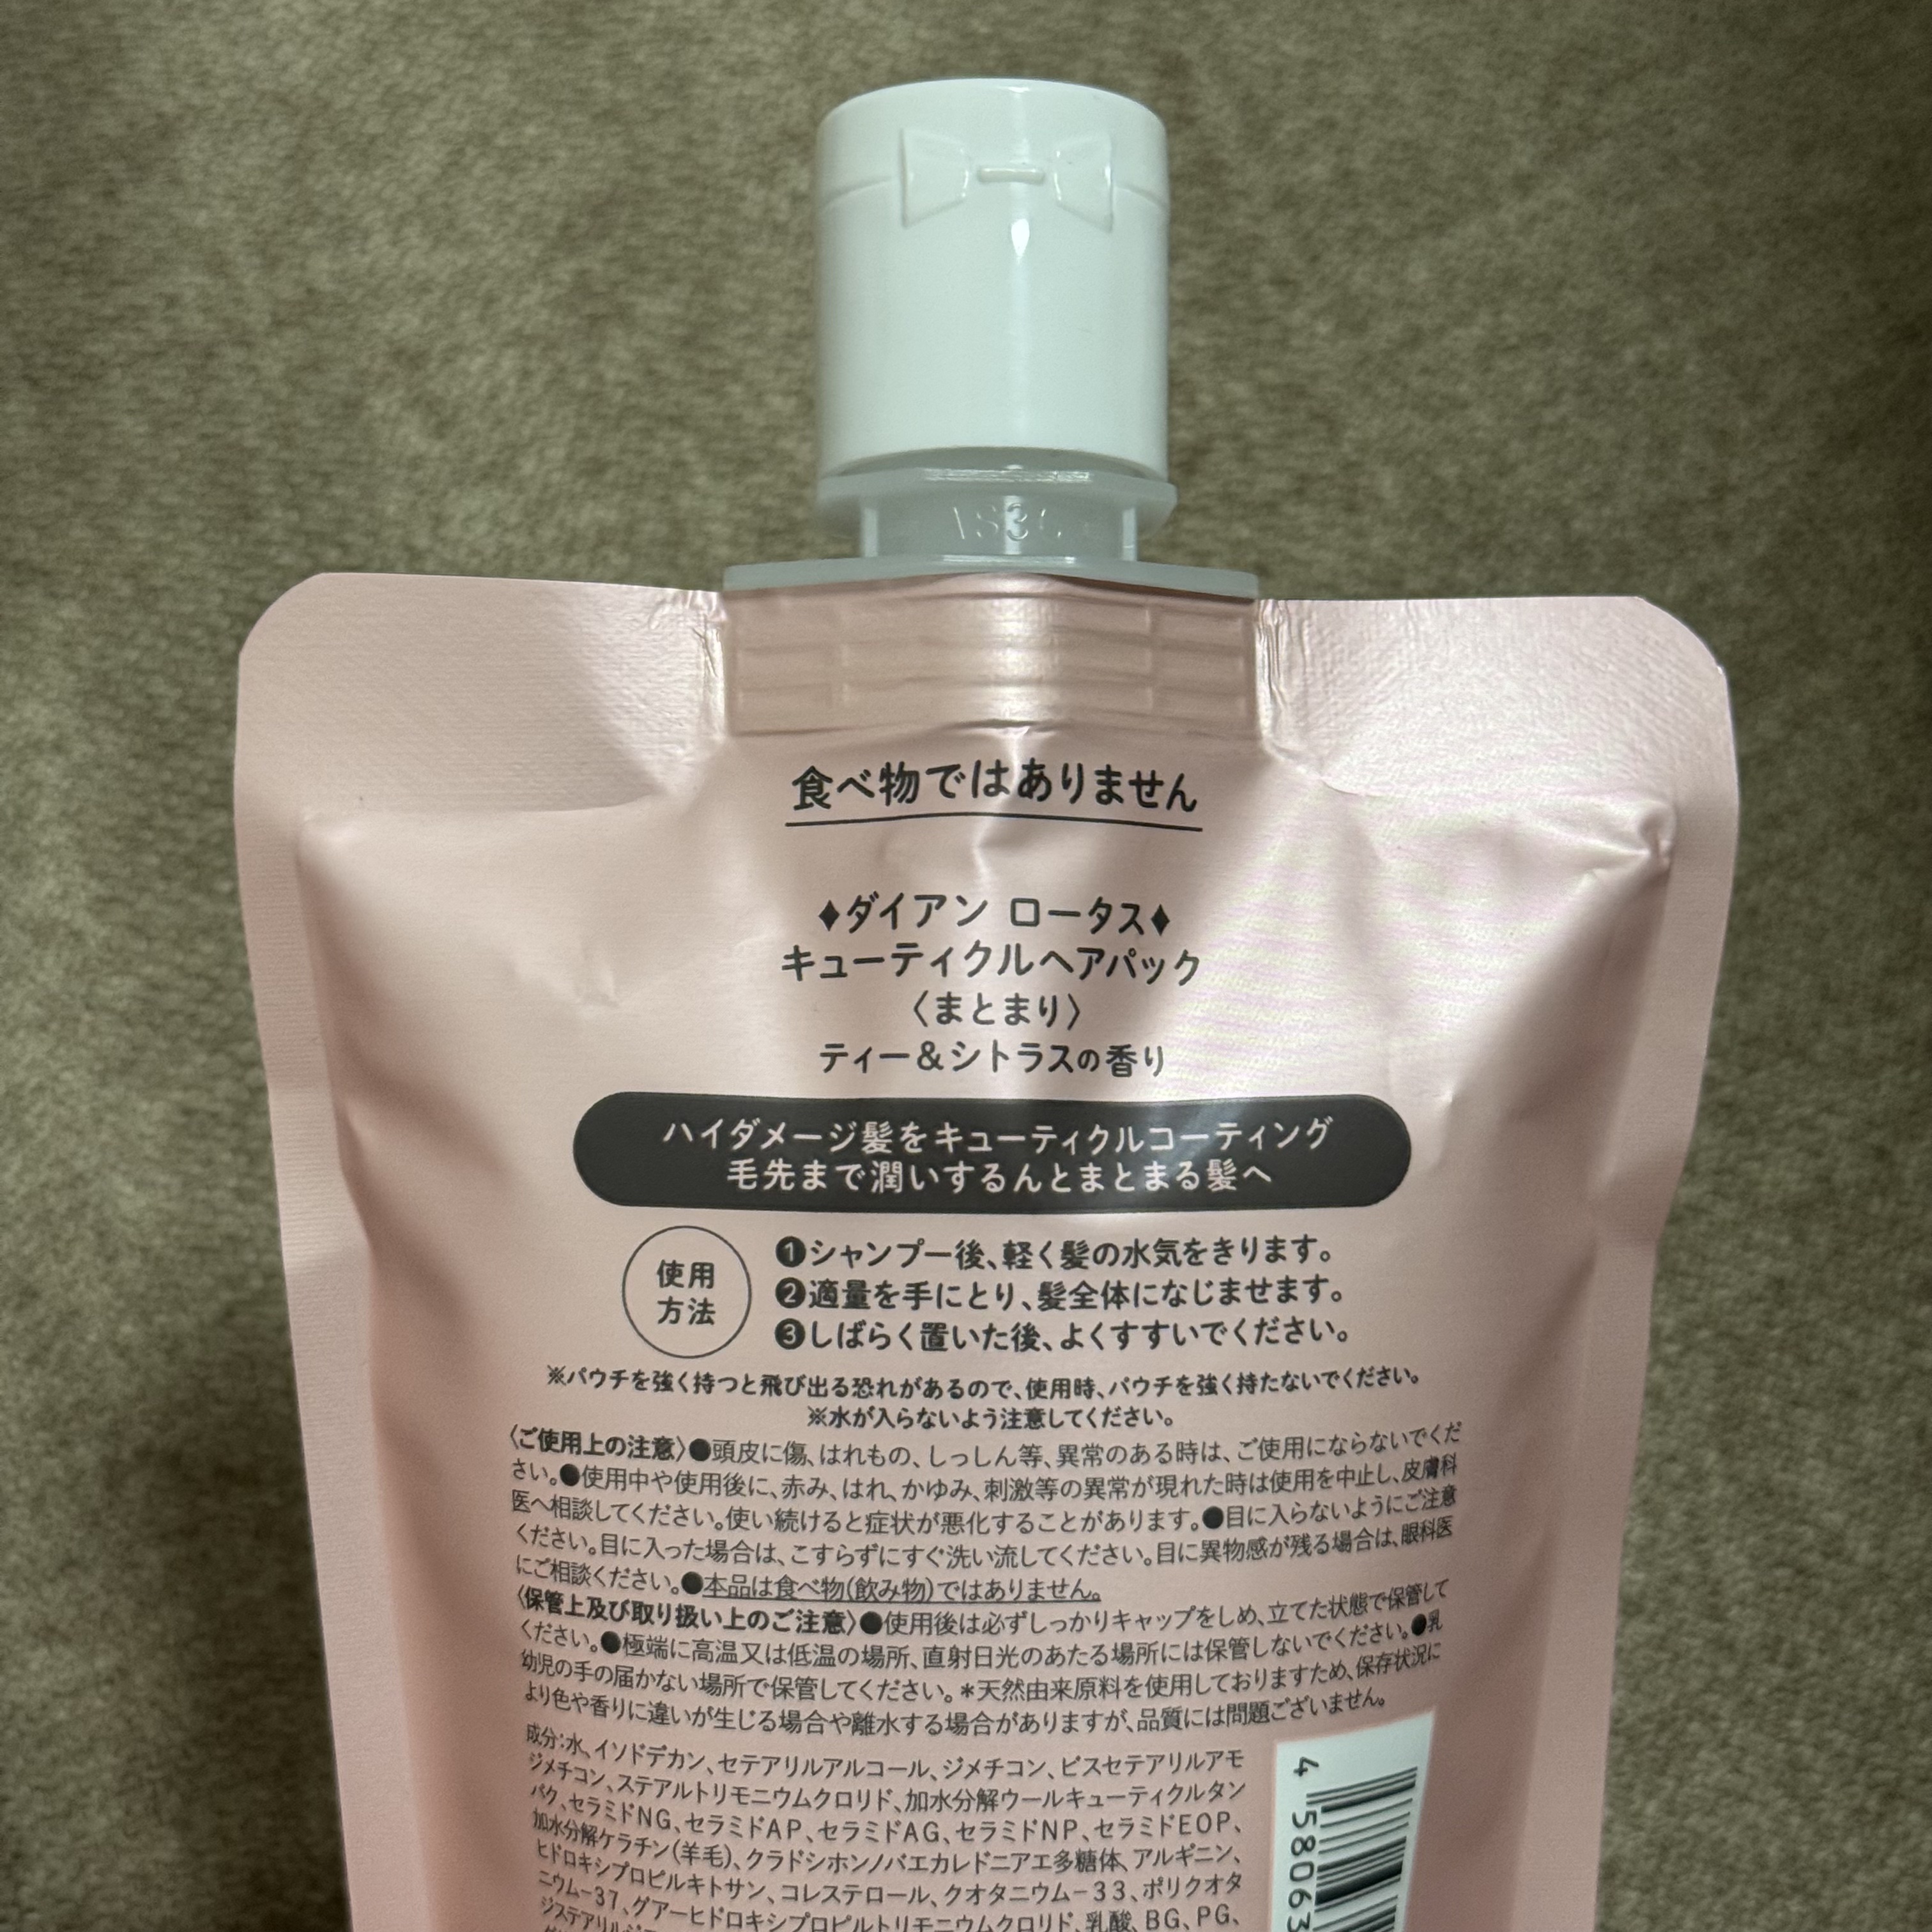 食べ物ではありません
♦ダイアン ロータス♦
キューティクルヘアパック
〈まとまり〉
ティー&シトラスの香り
ハイダメージ髪をキューティクルコーティング
毛先まで潤いするんとまとまる髪へ
使用
方法
❶シャンプー後、軽く髪の水気をきります。
❷適量を手にとり、髪全体になじませます。
❸しばらく置いた後、よくすすいでください。
※パウチを強く持つと飛び出る恐れがあるので、使用時、パウチを強く持たないでください。
※水が入らないよう注意してください。
〈ご使用上の注意〉●頭皮に傷、はれもの、しっしん等、異常のある時は、ご使用にならないでくだ
さい。●使用中や使用後に、赤み、はれ、かゆみ、刺激等の異常が現れた時は使用を中止し、皮膚科
医へ相談してください。使い続けると症状が悪化することがあります。●目に入らないようにご注意
ください。目に入った場合は、こすらずにすぐ洗い流してください。目に異物感が残る場合は、眼科医
にご相談ください。●本品は食べ物(飲み物)ではありません。
〈保管上及び取り扱い上のご注意〉●使用後は必ずしっかりキャップをしめ、立てた状態で保管して
ください。●極端に高温又は低温の場所、直射日光のあたる場所には保管しないでください。●乳
幼児の手の届かない場所で保管してください。＊天然由来原料を使用しておりますため、保存状況に
より色や香りに違いが生じる場合や離水する場合がありますが、品質には問題ございません。
成分:水、イソドデカン、セテアリルアルコール、ジメチコン、ビスセテアリルアモ
ジメチコン、ステアルトリモニウムクロリド、加水分解ウールキューティクルタン
パク、セラミドNG、セラミドAP、セラミドAG、セラミドNP、セラミドEOP、
加水分解ケラチン(羊毛)、クラドシホンノバエカレドニアエ多糖体、アルギニン、
ヒドロキシプロピルキトサン、コレステロール、クオタニウム-33、ポリクオタ
ニウム-37、グアーヒドロキシプロピルトリモニウムクロリド、乳酸、BG、PG、
4 58063